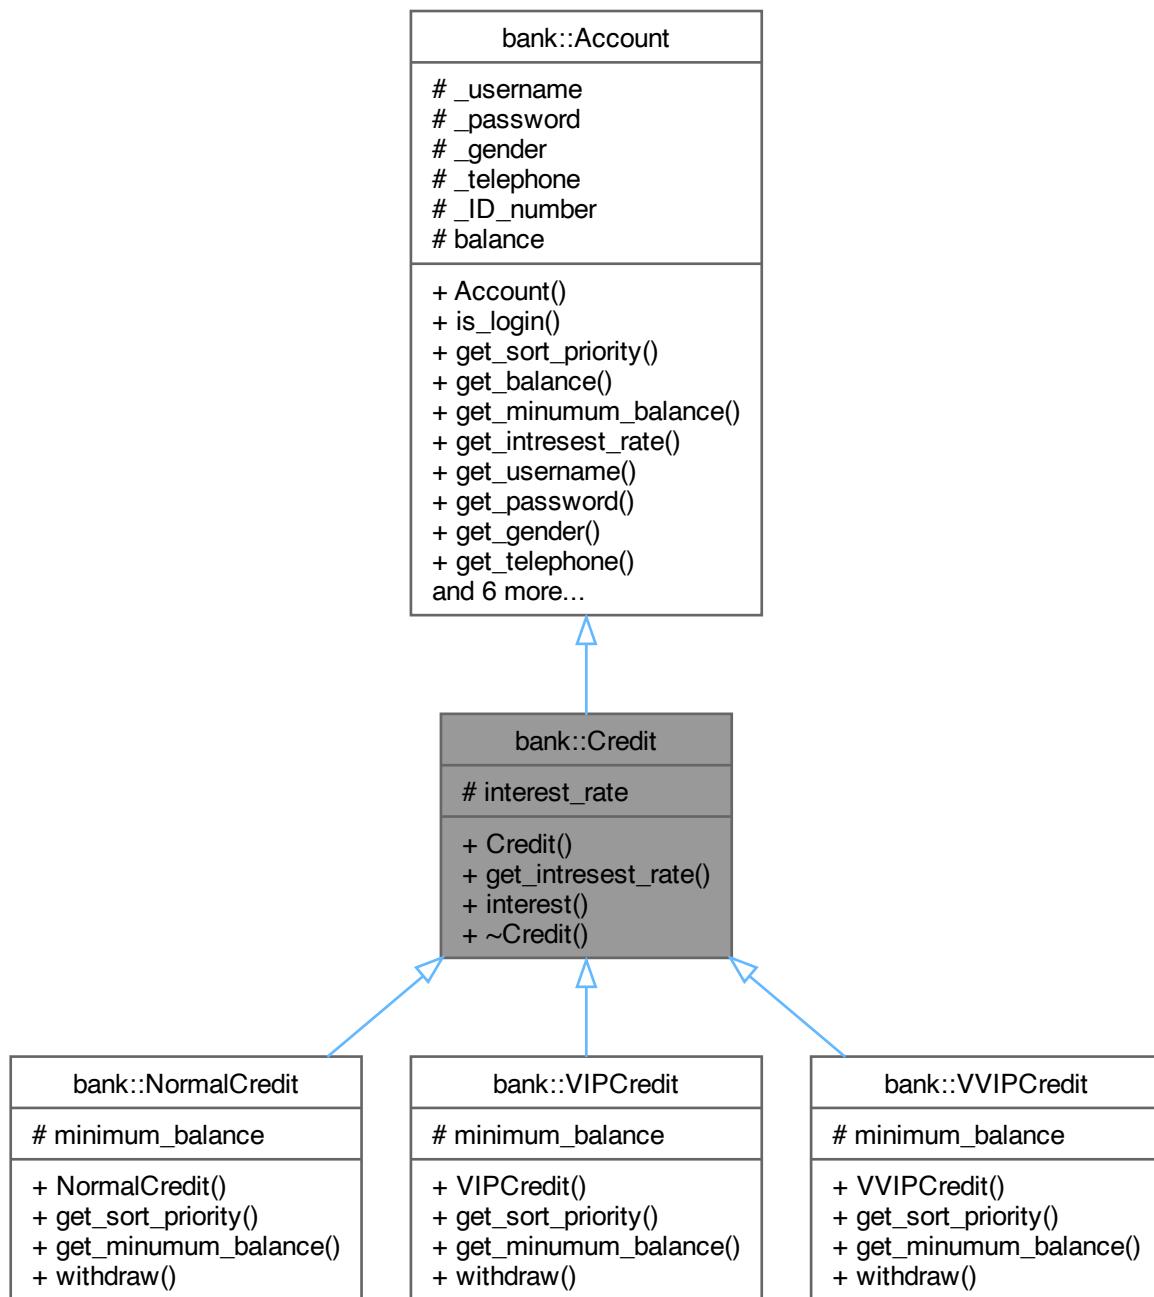 bank::Account
# _username
# _password
# _gender
# _telephone
# _ID_number
# balance
+ Account()
+ is_login()
+ get_sort_priority()
+ get_balance()
+ get_minumum_balance()
+ get_intresest_rate()
+ get_username()
+ get_password()
+ get_gender()
+ get_telephone()
and 6 more...
bank::Credit
# interest_rate
+ Credit()
+ get_intresest_rate()
+ interest()
+ ~Credit()
bank::NormalCredit
# minimum_balance
+ NormalCredit()
+ get_sort_priority()
+ get_minumum_balance()
+ withdraw()
bank::VIPCredit
# minimum_balance
+ VIPCredit()
+ get_sort_priority()
+ get_minumum_balance()
+ withdraw()
bank::VVIPCredit
# minimum_balance
+ VVIPCredit()
+ get_sort_priority()
+ get_minumum_balance()
+ withdraw()